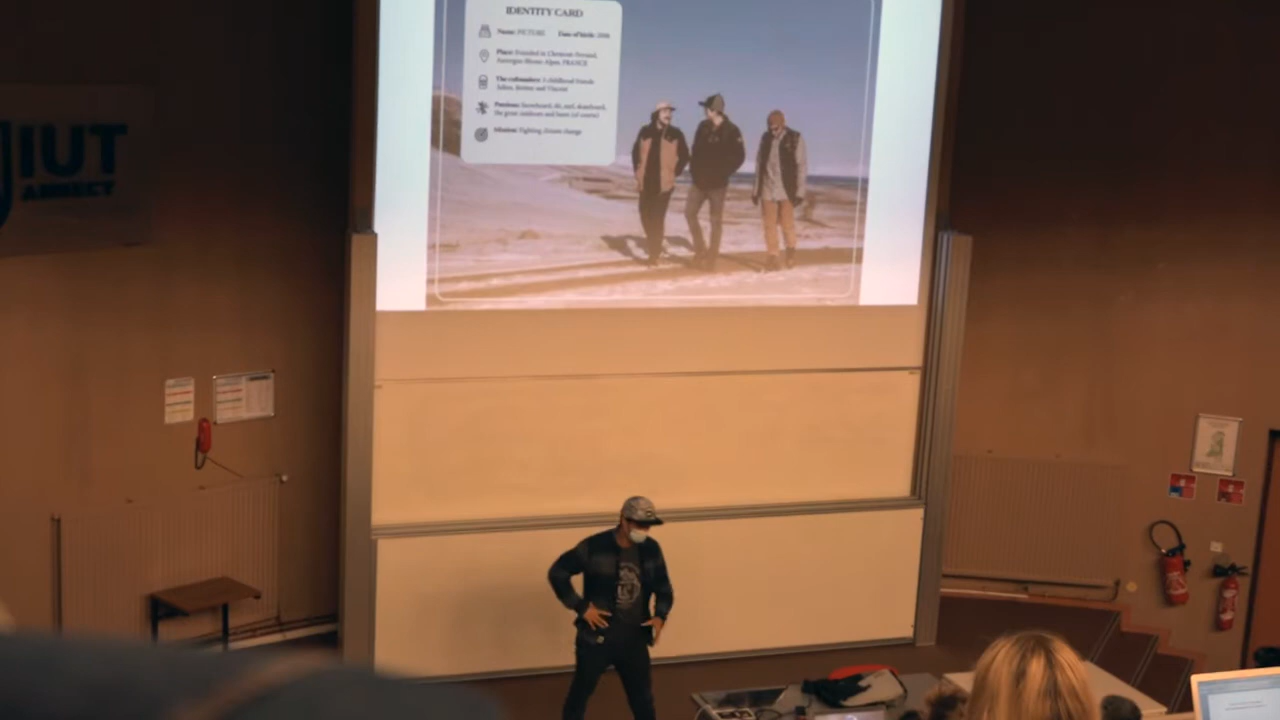 IDENTITY CARD
Name: PICTURE Date of birth: 2008
Place: Founded in Clermont-Ferrand,
Auvergne-Rhone-Alpes, FRANCE
The cofounders: 3 childhood friends
Julien, Jérémy and Vincent
Passions: Snowboard, ski, surf, skateboard,
the great outdoors and beers (of course)
Mission: Fighting climate change
IUT
ANNECY